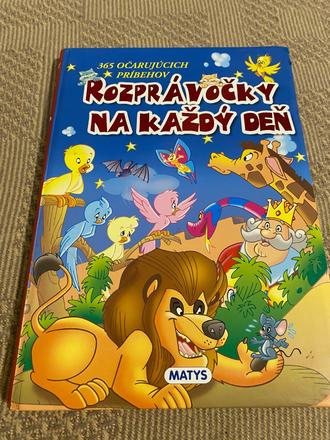 365 OČARUJÚCICH
PRÍBEHOV
ROZPRÁVOČKY
NA KAŽDÝ DEŇ
MATYS